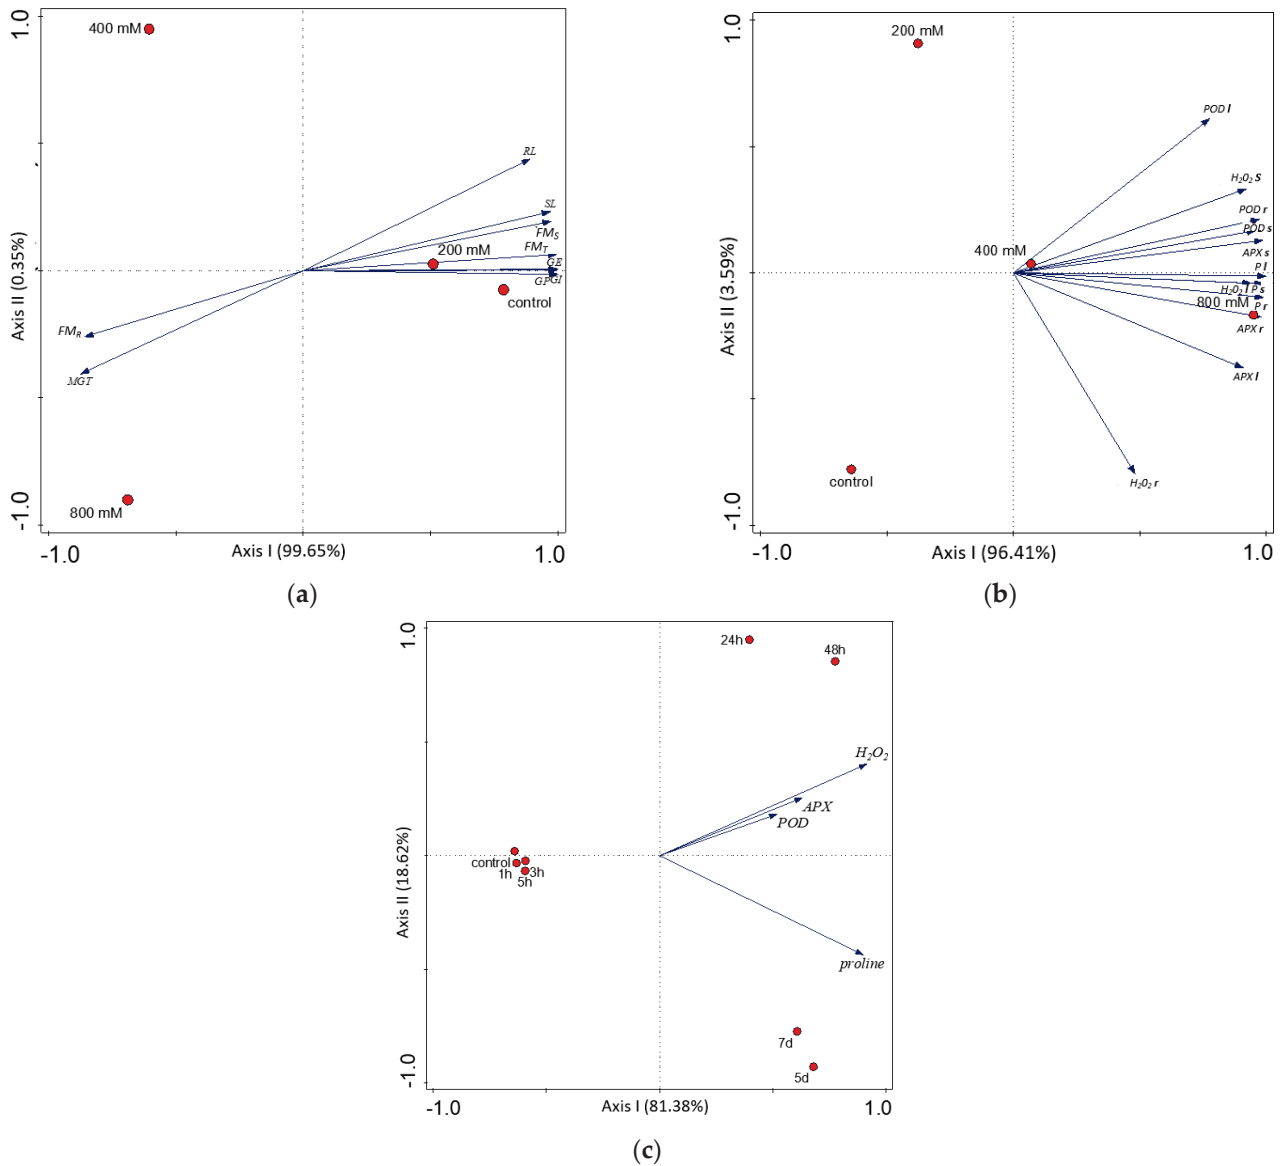 1.0
400 mM
RL
SL
FM_S
FM_T
200 mM
GE
GPGI
control
Axis II (0.35%)
FM_R
MGT
800 mM
-1.0
-1.0
Axis I (99.65%)
1.0
(a)
1.0
200 mM
POD l
H₂O₂ S
POD r
POD s
APX s
400 mM
P l
H₂O₂ l P s
800 mM
P r
APX r
APX l
Axis II (3.59%)
control
H₂O₂ r
-1.0
-1.0
Axis I (96.41%)
1.0
(b)
1.0
24h
48h
H₂O₂
APX
POD
control
1h
3h
5h
Axis II (18.62%)
proline
7d
5d
-1.0
-1.0
Axis I (81.38%)
1.0
(c)